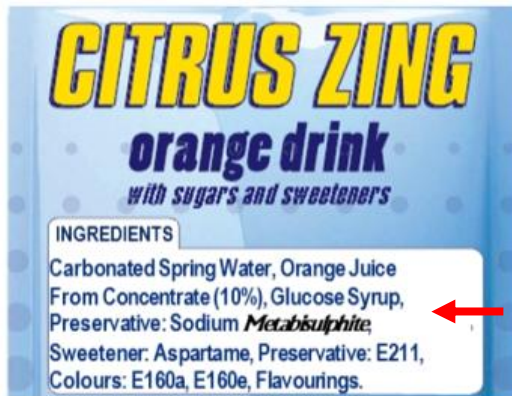 CITRUS ZING
orange drink
with sugars and sweeteners
INGREDIENTS
Carbonated Spring Water, Orange Juice
From Concentrate (10%), Glucose Syrup,
Preservative: Sodium Metabisulphite,
Sweetener: Aspartame, Preservative: E211,
Colours: E160a, E160e, Flavourings.